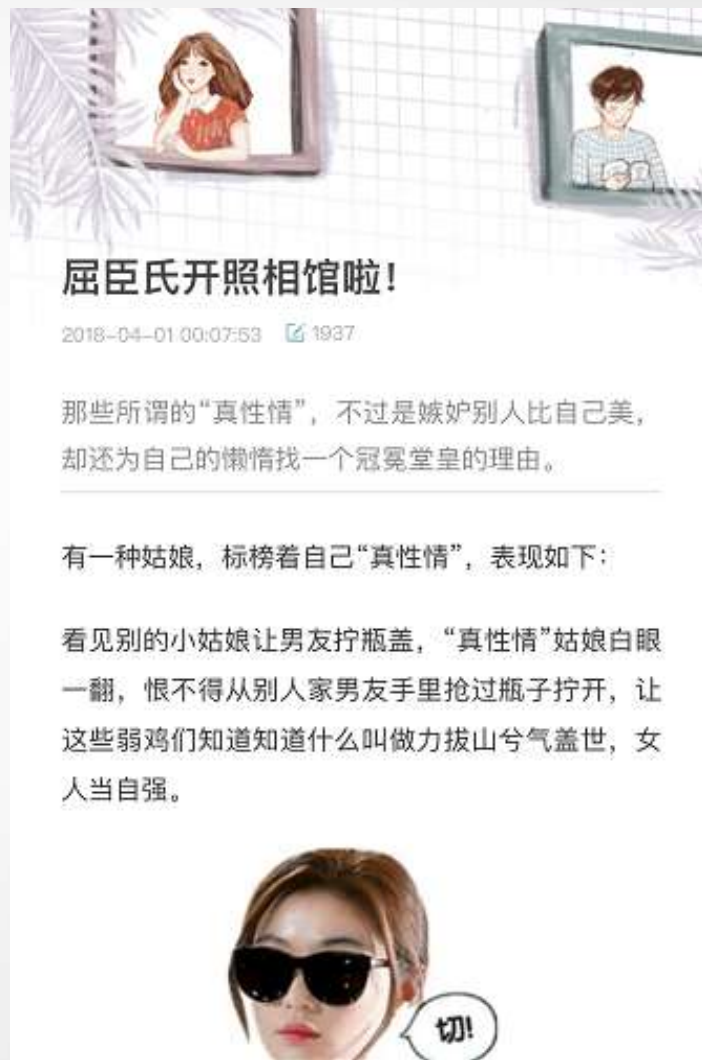 屈臣氏开照相馆啦！
2018-04-01 00:07:53 1937
那些所谓的“真性情”，不过是嫉妒别人比自己美，
却还为自己的懒惰找一个冠冕堂皇的理由。
有一种姑娘，标榜着自己“真性情”，表现如下：
看见别的小姑娘让男友拧瓶盖，“真性情”姑娘白眼
一翻，恨不得从别人家男友手里抢过瓶子拧开，让
这些弱鸡们知道知道什么叫做力拔山兮气盖世，女
人当自强。
切!